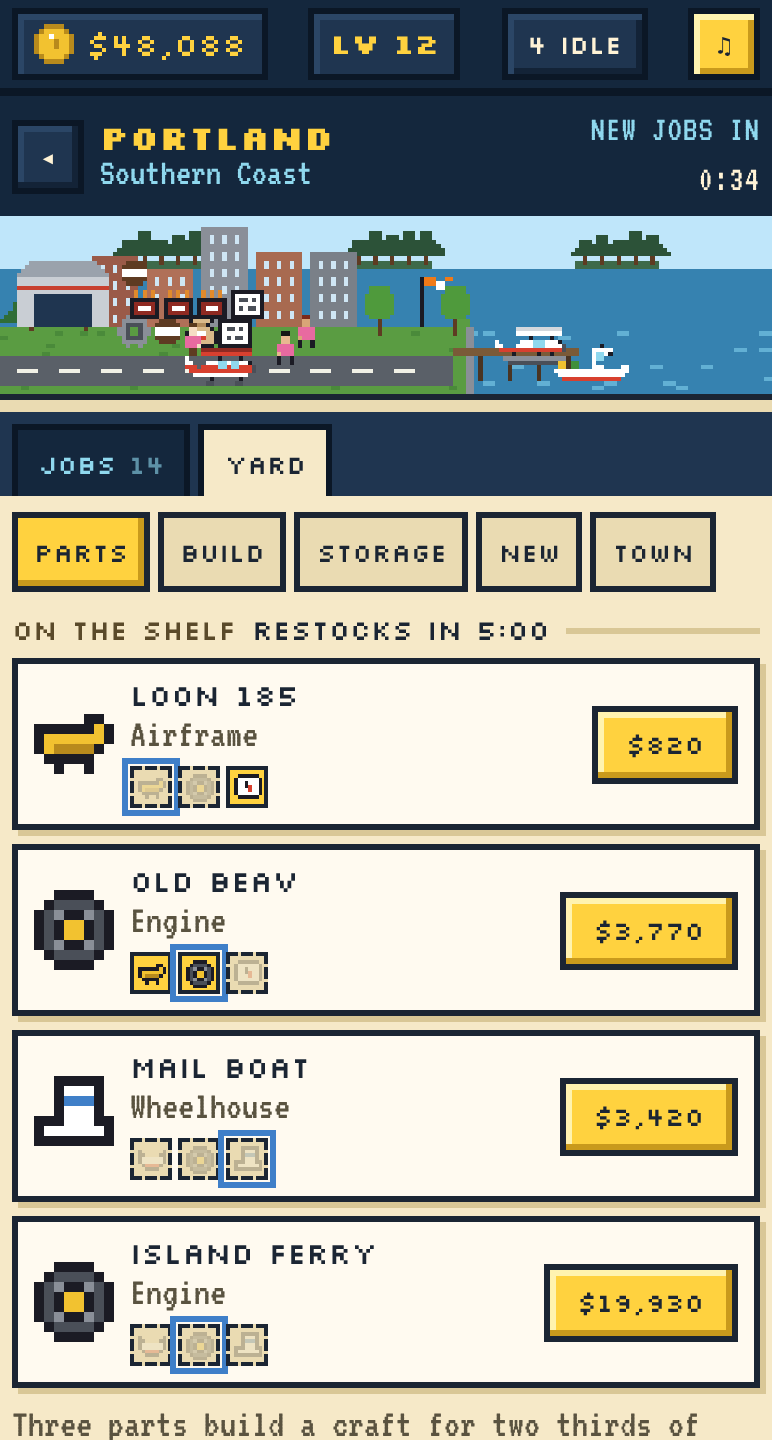 $48,088
LV 12
4 IDLE
♫
◂
PORTLAND
Southern Coast
NEW JOBS IN
0:34
JOBS 14
YARD
PARTS
BUILD
STORAGE
NEW
TOWN
ON THE SHELF RESTOCKS IN 5:00
LOON 185
Airframe
$820
OLD BEAV
Engine
$3,770
MAIL BOAT
Wheelhouse
$3,420
ISLAND FERRY
Engine
$19,930
Three parts build a craft for two thirds of